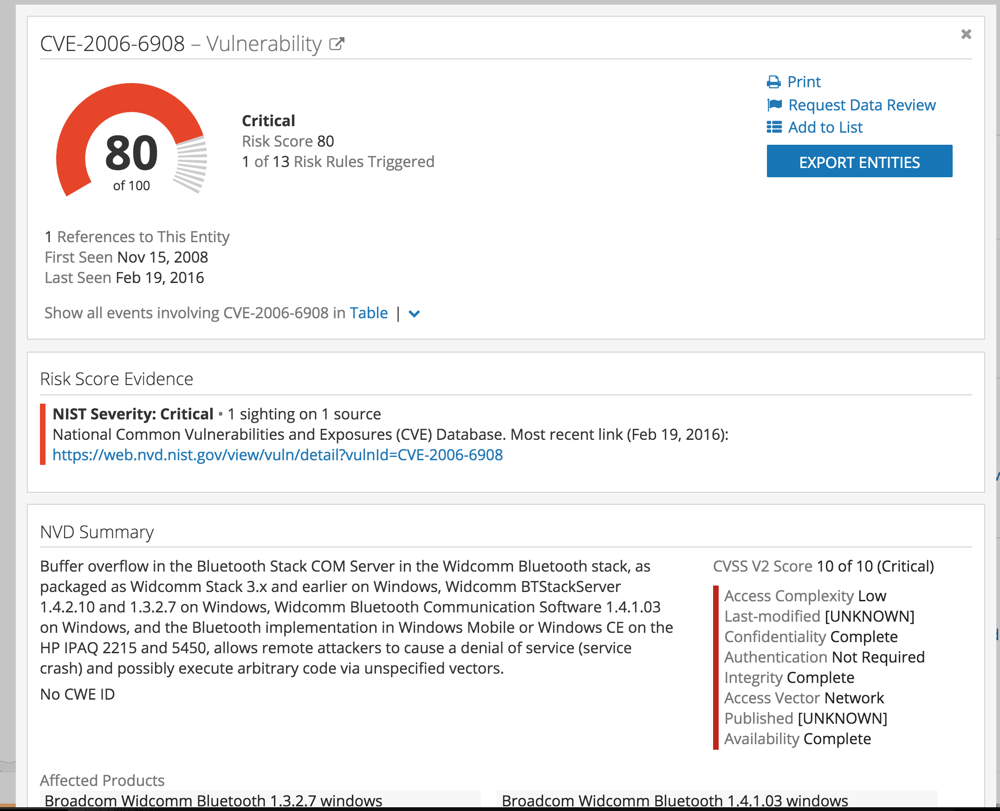 CVE-2006-6908 – Vulnerability
80
of 100
Critical
Risk Score 80
1 of 13 Risk Rules Triggered
Print
Request Data Review
Add to List
EXPORT ENTITIES
1 References to This Entity
First Seen Nov 15, 2008
Last Seen Feb 19, 2016
Show all events involving CVE-2006-6908 in Table |
Risk Score Evidence
NIST Severity: Critical • 1 sighting on 1 source
National Common Vulnerabilities and Exposures (CVE) Database. Most recent link (Feb 19, 2016):
https://web.nvd.nist.gov/view/vuln/detail?vulnId=CVE-2006-6908
NVD Summary
Buffer overflow in the Bluetooth Stack COM Server in the Widcomm Bluetooth stack, as
packaged as Widcomm Stack 3.x and earlier on Windows, Widcomm BTStackServer
1.4.2.10 and 1.3.2.7 on Windows, Widcomm Bluetooth Communication Software 1.4.1.03
on Windows, and the Bluetooth implementation in Windows Mobile or Windows CE on the
HP IPAQ 2215 and 5450, allows remote attackers to cause a denial of service (service
crash) and possibly execute arbitrary code via unspecified vectors.
No CWE ID
CVSS V2 Score 10 of 10 (Critical)
Access Complexity Low
Last-modified [UNKNOWN]
Confidentiality Complete
Authentication Not Required
Integrity Complete
Access Vector Network
Published [UNKNOWN]
Availability Complete
Affected Products
Broadcom Widcomm Bluetooth 1.3.2.7 windows
Broadcom Widcomm Bluetooth 1.4.1.03 windows